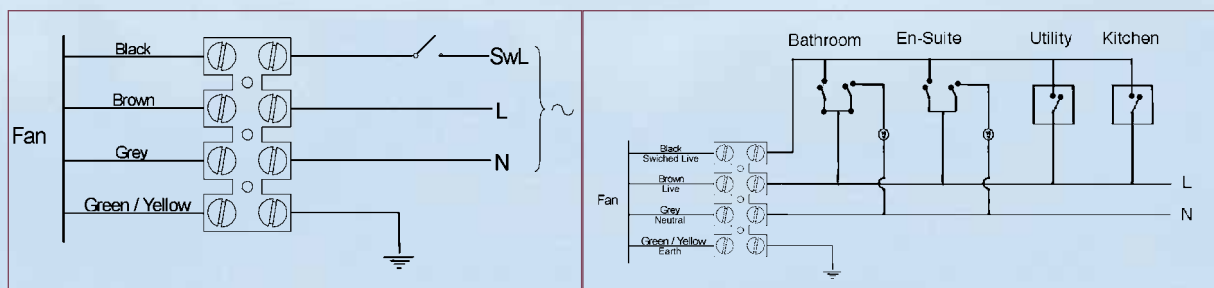 Black
SwL
Brown
L
Fan
Grey
N
Green / Yellow
Bathroom
En-Suite
Utility
Kitchen
Black
Swiched Live
Brown
Live
L
Fan
Grey
Neutral
N
Green / Yellow
Earth